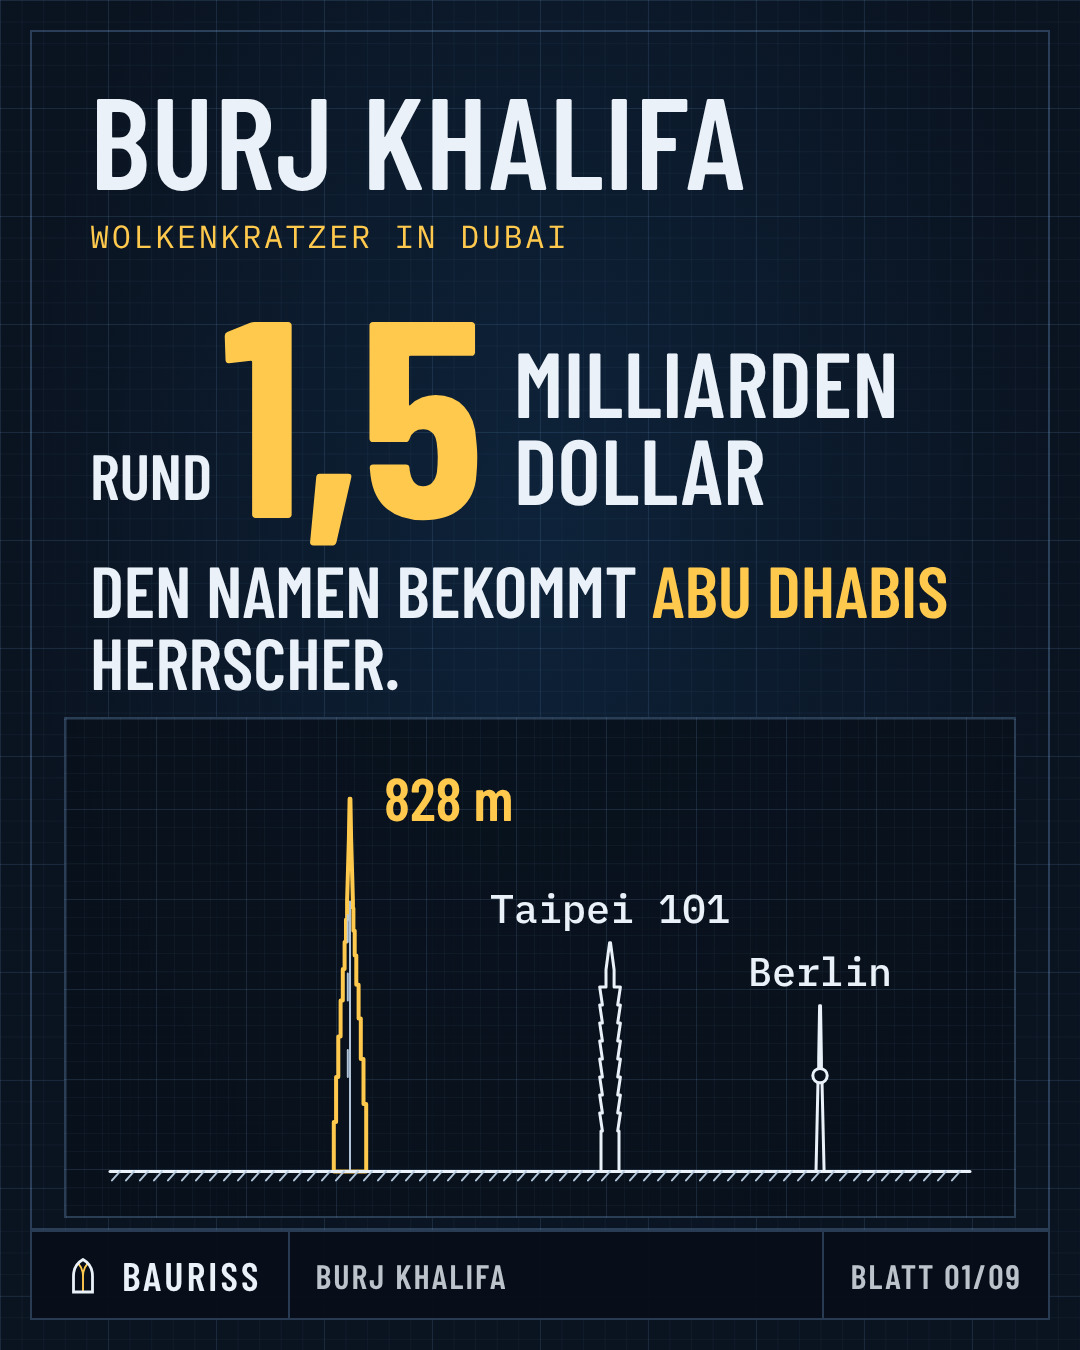 BURJ KHALIFA
WOLKENKRATZER IN DUBAI
RUND 1,5 MILLIARDEN
DOLLAR
DEN NAMEN BEKOMMT ABU DHABIS
HERRSCHER.
828 m
Taipei 101
Berlin
BAURISS
BURJ KHALIFA
BLATT 01/09